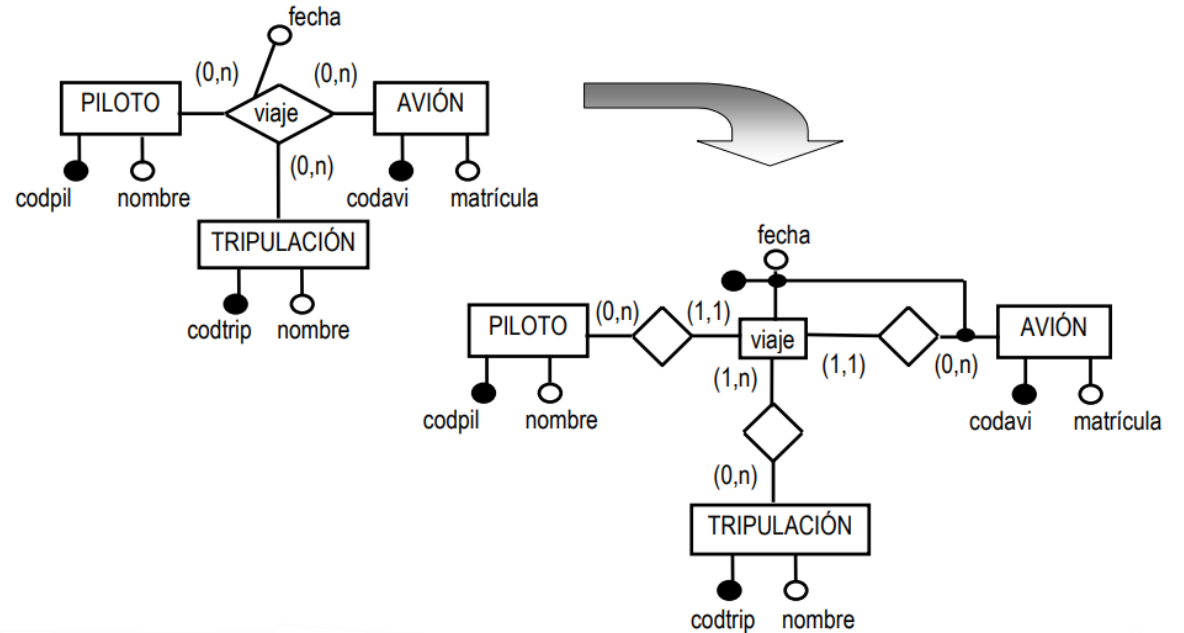 fecha
(0,n) (0,n)
PILOTO viaje AVIÓN
(0,n)
codpil nombre codavi matrícula
TRIPULACIÓN
codtrip nombre
fecha
PILOTO (0,n) (1,1) viaje (1,1) (0,n) AVIÓN
(1,n)
codpil nombre codavi matrícula
(0,n)
TRIPULACIÓN
codtrip nombre